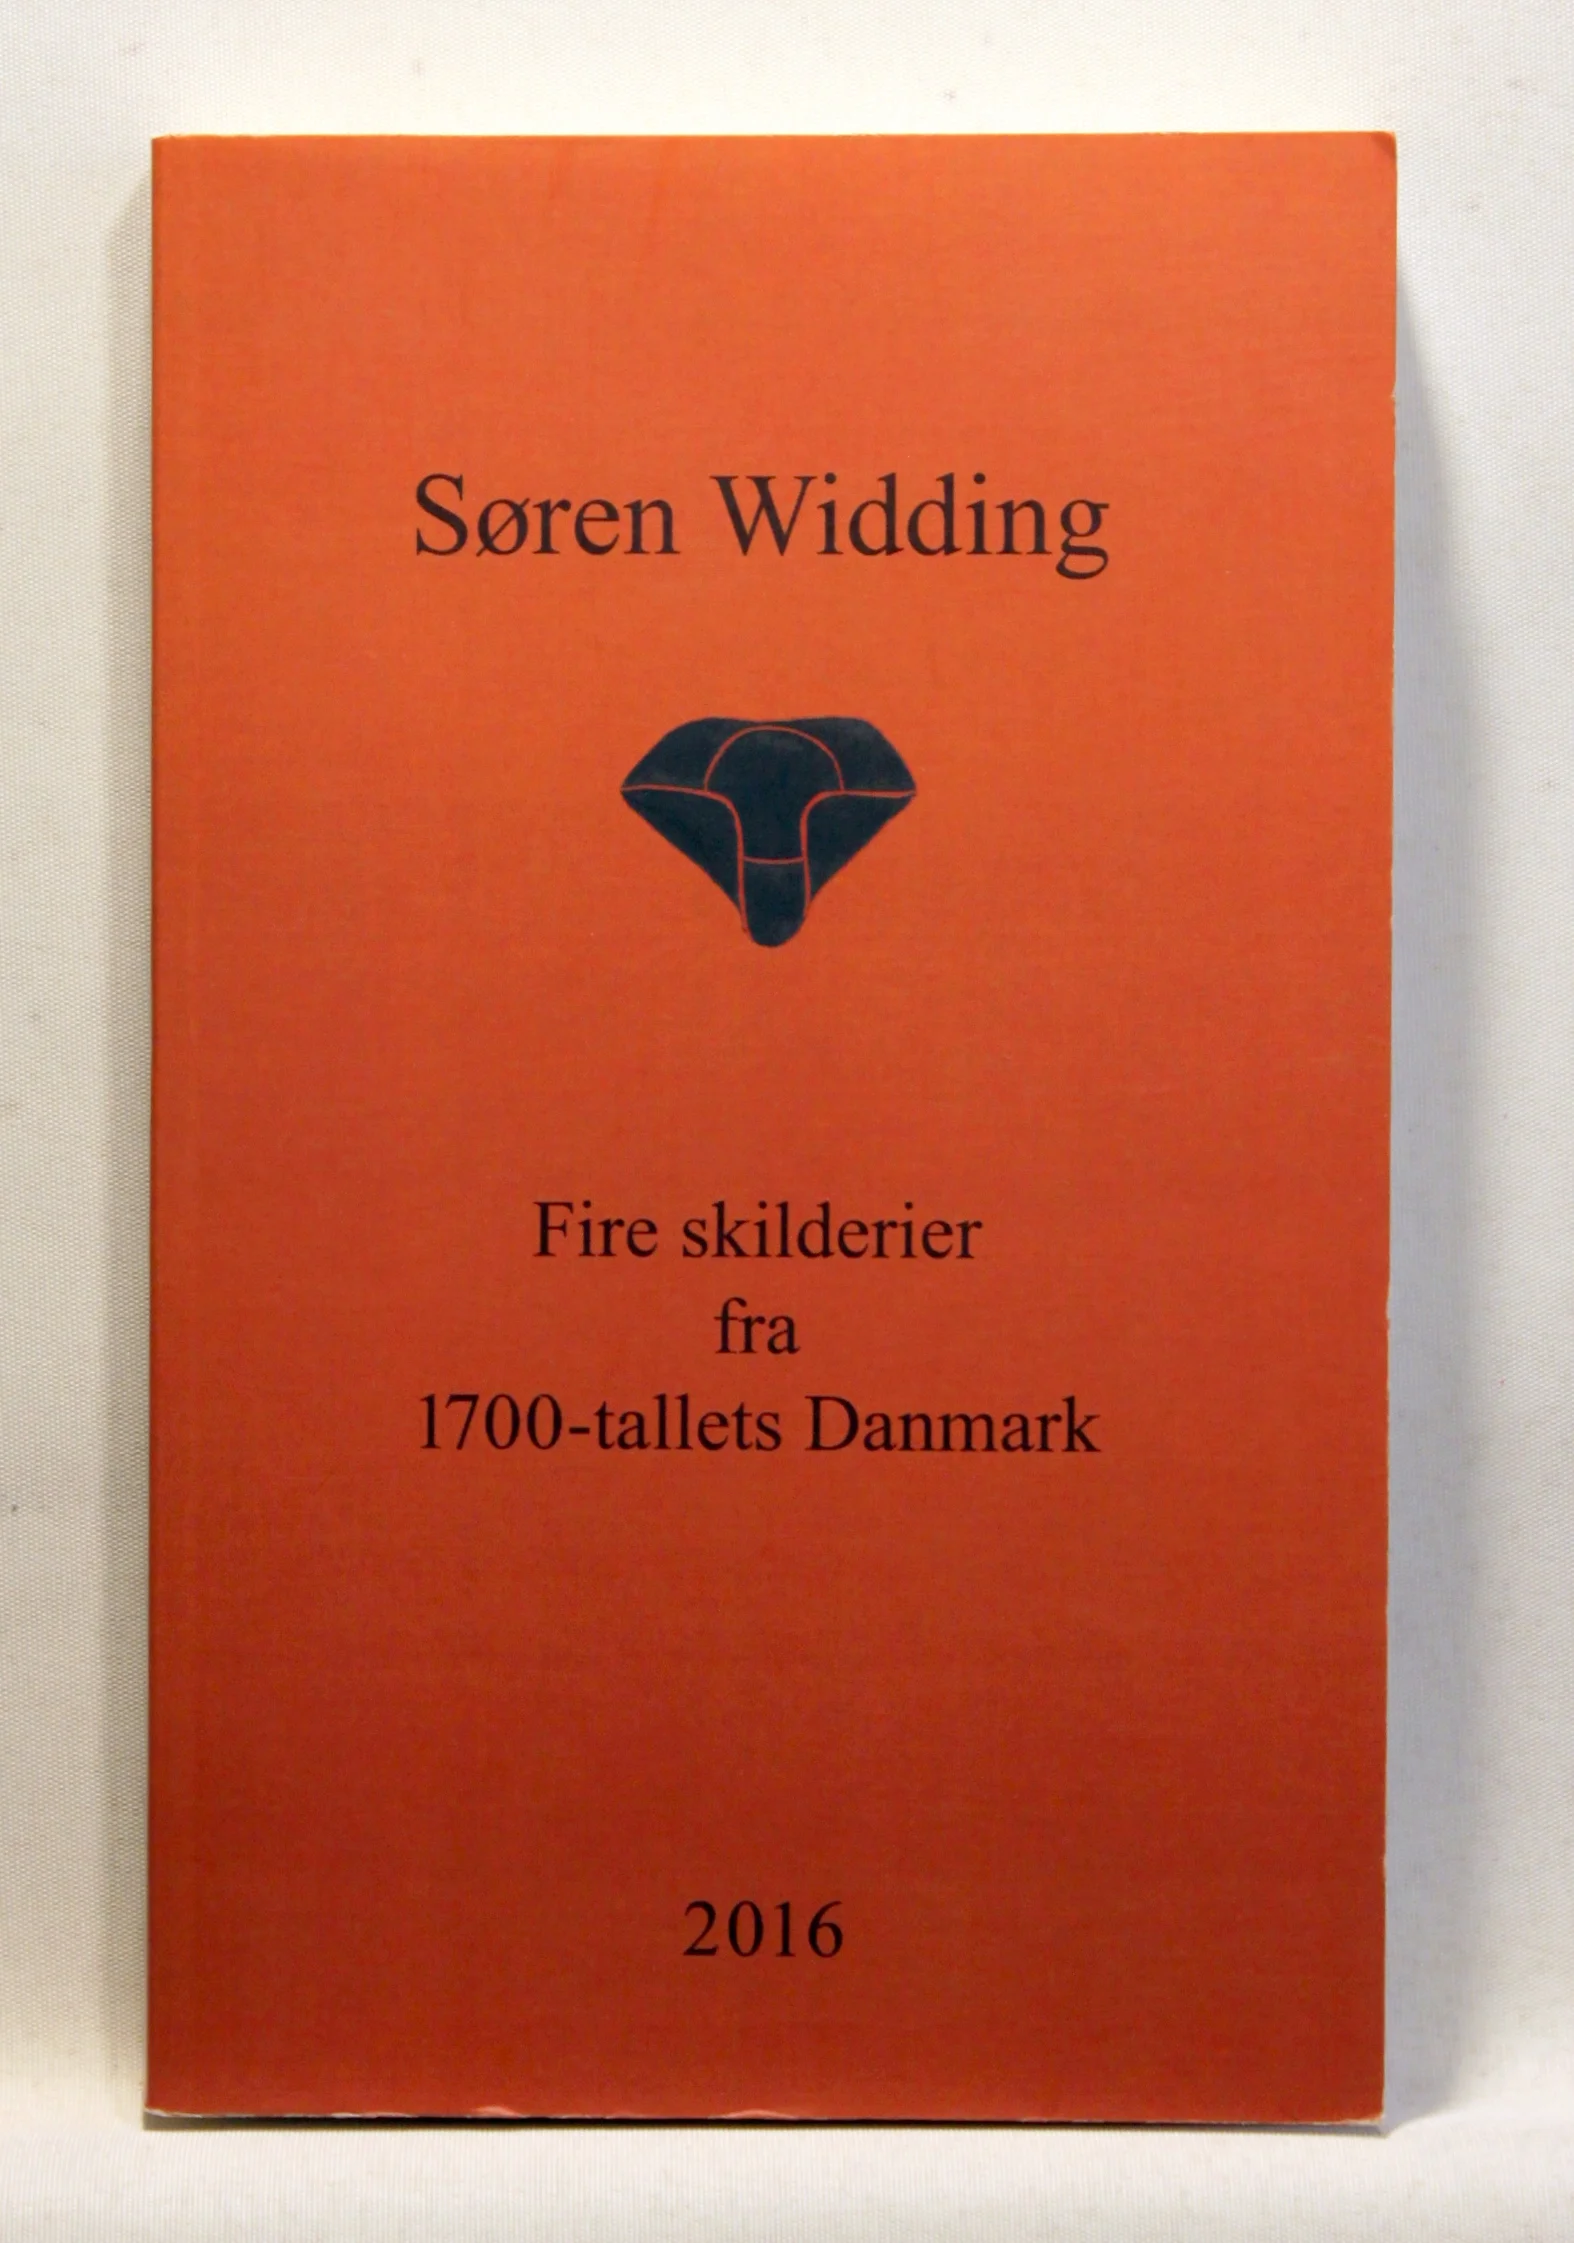 Søren Widding
Fire skilderier
fra
1700-tallets Danmark
2016